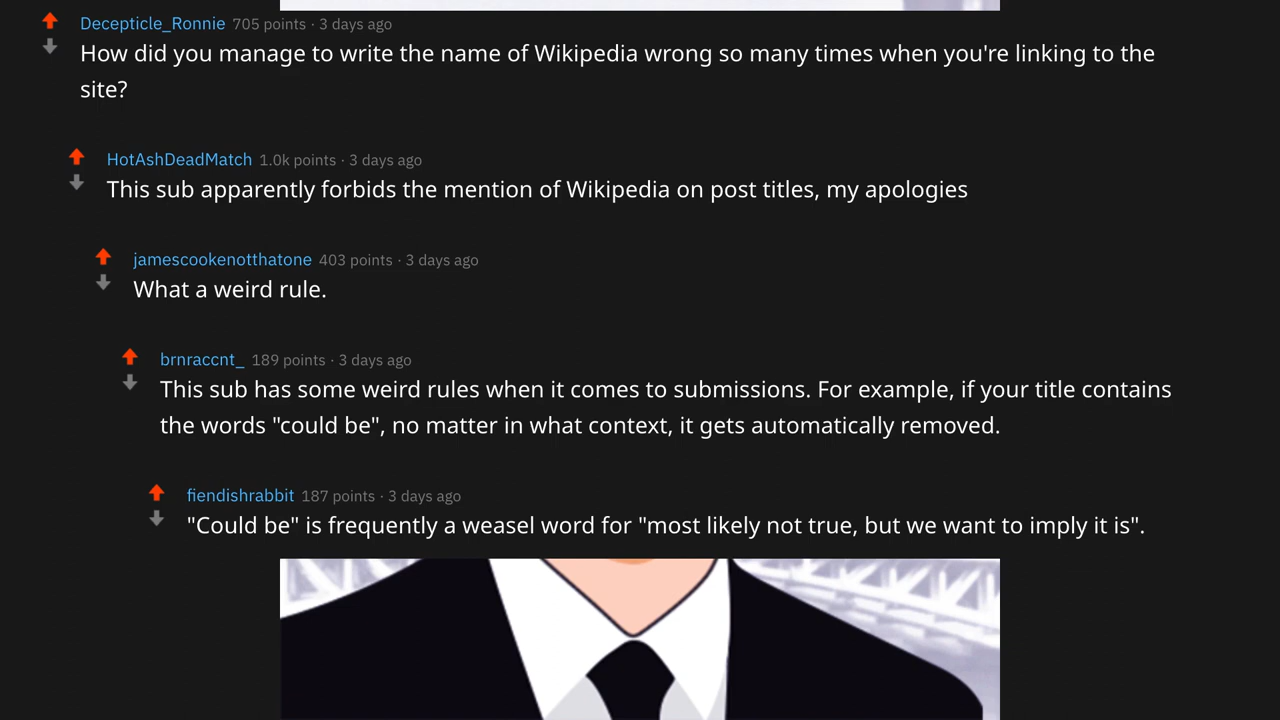 Decepticle_Ronnie 705 points · 3 days ago
How did you manage to write the name of Wikipedia wrong so many times when you're linking to the
site?
HotAshDeadMatch 1.0k points · 3 days ago
This sub apparently forbids the mention of Wikipedia on post titles, my apologies
jamescookenotthatone 403 points · 3 days ago
What a weird rule.
brnraccnt_ 189 points · 3 days ago
This sub has some weird rules when it comes to submissions. For example, if your title contains
the words "could be", no matter in what context, it gets automatically removed.
fiendishrabbit 187 points · 3 days ago
"Could be" is frequently a weasel word for "most likely not true, but we want to imply it is".